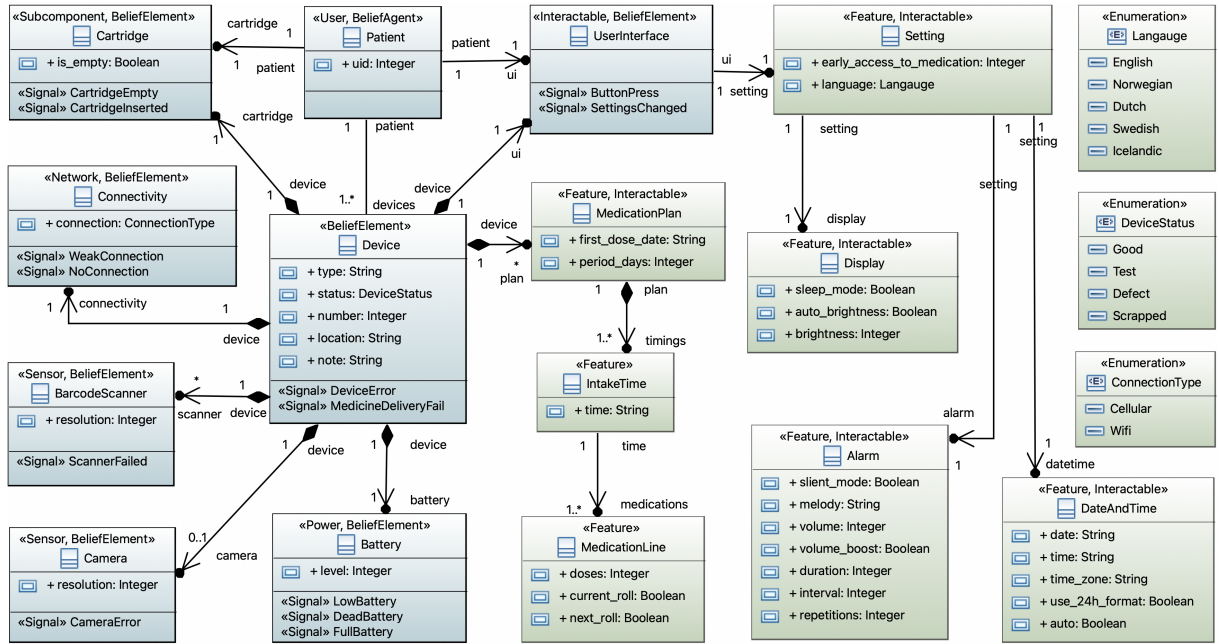 «Subcomponent, BeliefElement»
Cartridge
+ is_empty: Boolean
«Signal» CartridgeEmpty
«Signal» CartridgeInserted
cartridge
1
1
patient
«User, BeliefAgent»
Patient
+ uid: Integer
patient
1
1
ui
«Interactable, BeliefElement»
UserInterface
«Signal» ButtonPress
«Signal» SettingsChanged
ui
1
1
setting
«Feature, Interactable»
Setting
+ early_access_to_medication: Integer
+ language: Langauge
«Enumeration»
Langauge
English
Norwegian
Dutch
Swedish
Icelandic
cartridge
1
device
1
1
patient
1..*
devices
1
ui
device
1
1
setting
1
setting
1
setting
«Network, BeliefElement»
Connectivity
+ connection: ConnectionType
«Signal» WeakConnection
«Signal» NoConnection
1
connectivity
1
device
«BeliefElement»
Device
+ type: String
+ status: DeviceStatus
+ number: Integer
+ location: String
+ note: String
«Signal» DeviceError
«Signal» MedicineDeliveryFail
device
1
*
plan
«Feature, Interactable»
MedicationPlan
+ first_dose_date: String
+ period_days: Integer
1
plan
1..*
timings
1
display
«Feature, Interactable»
Display
+ sleep_mode: Boolean
+ auto_brightness: Boolean
+ brightness: Integer
«Enumeration»
DeviceStatus
Good
Test
Defect
Scrapped
«Sensor, BeliefElement»
BarcodeScanner
+ resolution: Integer
«Signal» ScannerFailed
*
scanner
1
device
«Feature»
IntakeTime
+ time: String
1
time
1..*
medications
«Enumeration»
ConnectionType
Cellular
Wifi
1
device
0..1
camera
1
device
1
battery
«Sensor, BeliefElement»
Camera
+ resolution: Integer
«Signal» CameraError
«Power, BeliefElement»
Battery
+ level: Integer
«Signal» LowBattery
«Signal» DeadBattery
«Signal» FullBattery
«Feature»
MedicationLine
+ doses: Integer
+ current_roll: Boolean
+ next_roll: Boolean
alarm
1
«Feature, Interactable»
Alarm
+ slient_mode: Boolean
+ melody: String
+ volume: Integer
+ volume_boost: Boolean
+ duration: Integer
+ interval: Integer
+ repetitions: Integer
1
datetime
«Feature, Interactable»
DateAndTime
+ date: String
+ time: String
+ time_zone: String
+ use_24h_format: Boolean
+ auto: Boolean